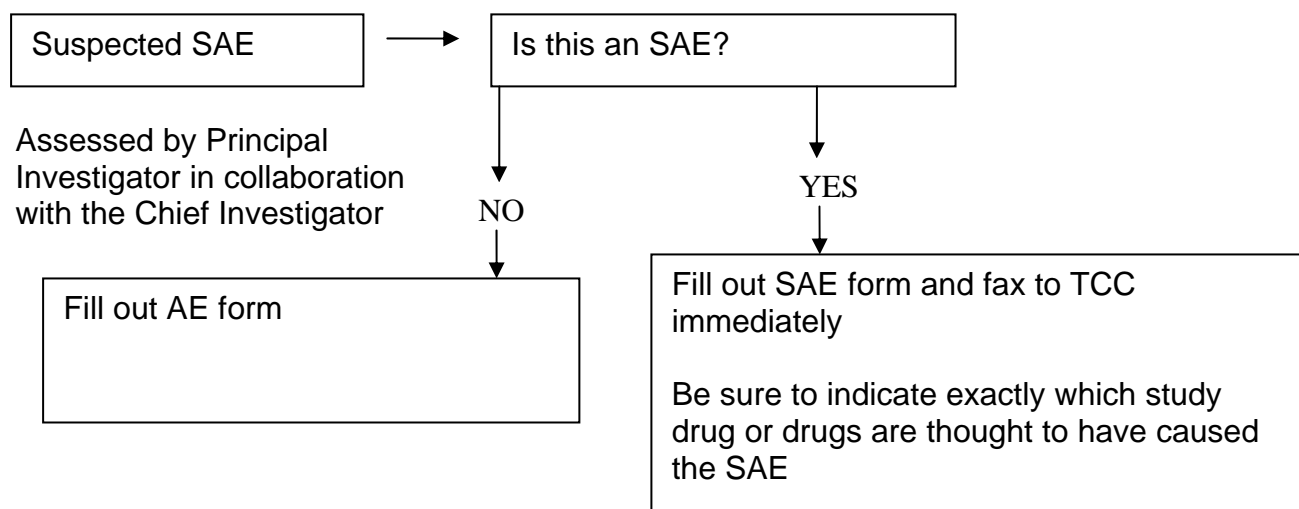 Suspected SAE
Is this an SAE?
Assessed by Principal
Investigator in collaboration
with the Chief Investigator
NO
YES
Fill out AE form
Fill out SAE form and fax to TCC
immediately
Be sure to indicate exactly which study
drug or drugs are thought to have caused
the SAE